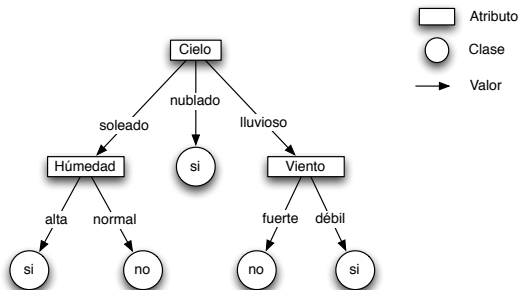 Atributo
Clase
Valor
Cielo
soleado
nublado
lluvioso
Húmedad
si
Viento
alta
normal
fuerte
débil
si
no
no
si